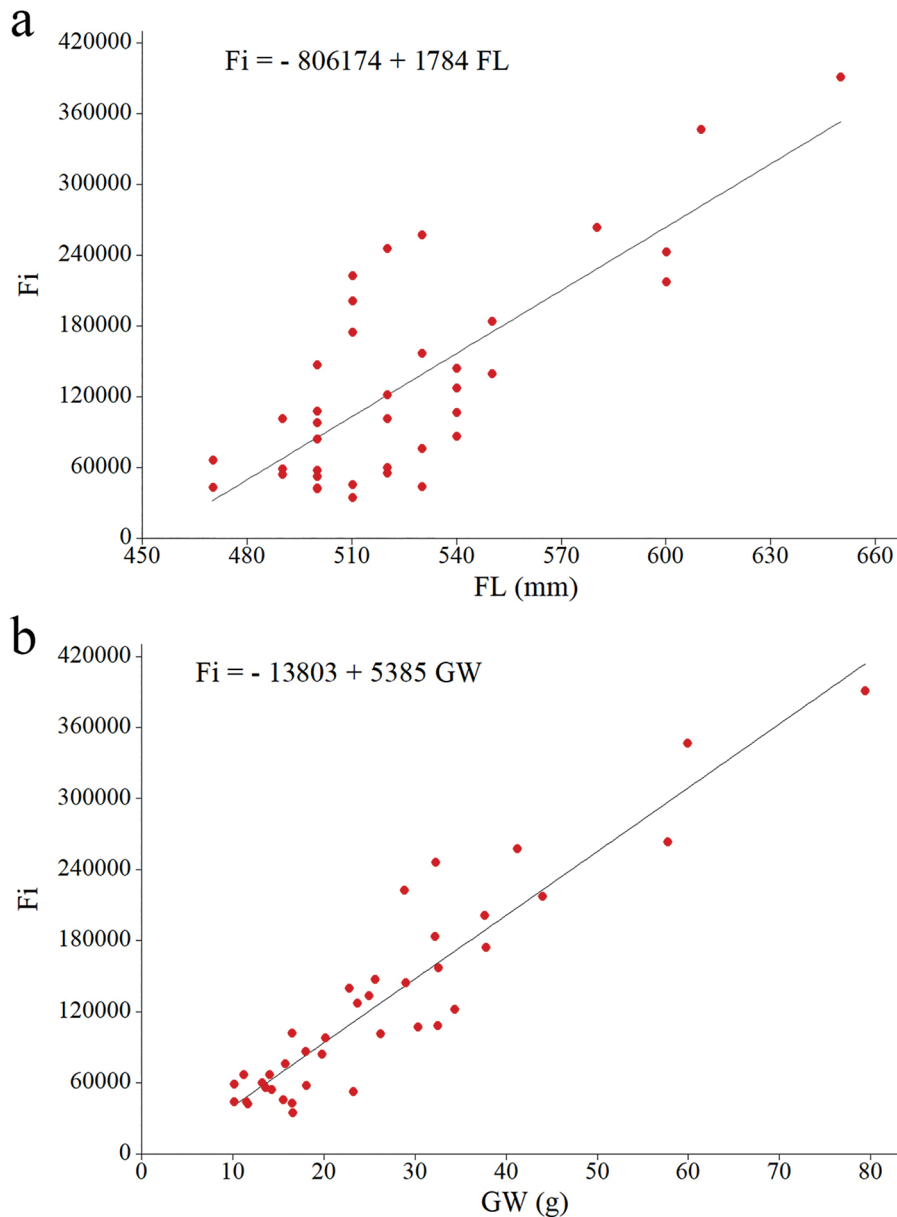 a
Fi = - 806174 + 1784 FL
420000
360000
300000
240000
180000
120000
60000
0
Fi
450 480 510 540 570 600 630 660
FL (mm)
b
Fi = - 13803 + 5385 GW
420000
360000
300000
240000
180000
120000
60000
0
Fi
0 10 20 30 40 50 60 70 80
GW (g)